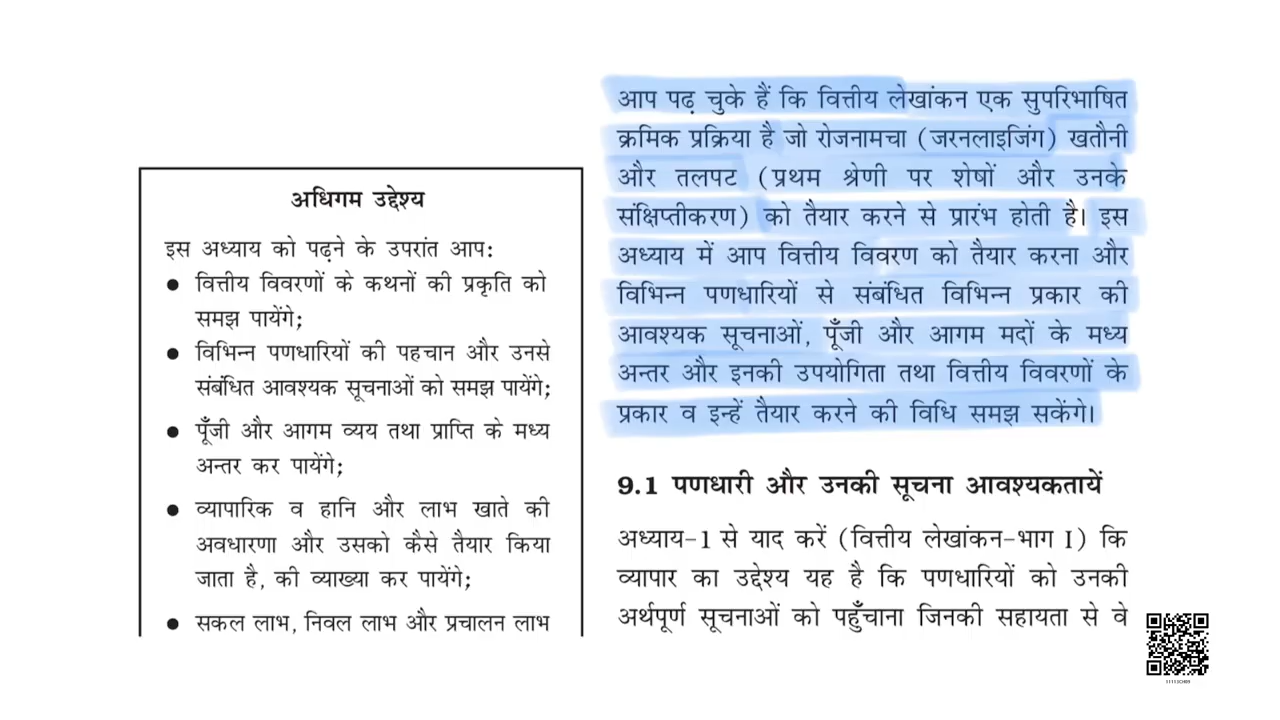 अधिगम उद्देश्य
इस अध्याय को पढ़ने के उपरांत आप:
● वित्तीय विवरणों के कथनों की प्रकृति को
समझ पायेंगे;
● विभिन्न पणधारियों की पहचान और उनसे
संबंधित आवश्यक सूचनाओं को समझ पायेंगे;
● पूँजी और आगम व्यय तथा प्राप्ति के मध्य
अन्तर कर पायेंगे;
● व्यापारिक व हानि और लाभ खाते की
अवधारणा और उसको कैसे तैयार किया
जाता है, की व्याख्या कर पायेंगे;
● सकल लाभ, निवल लाभ और प्रचालन लाभ
आप पढ़ चुके हैं कि वित्तीय लेखांकन एक सुपरिभाषित
क्रमिक प्रक्रिया है जो रोजनामचा (जरनलाइजिंग) खतौनी
और तलपट (प्रथम श्रेणी पर शेषों और उनके
संक्षिप्तीकरण) को तैयार करने से प्रारंभ होती है। इस
अध्याय में आप वित्तीय विवरण को तैयार करना और
विभिन्न पणधारियों से संबंधित विभिन्न प्रकार की
आवश्यक सूचनाओं, पूँजी और आगम मदों के मध्य
अन्तर और इनकी उपयोगिता तथा वित्तीय विवरणों के
प्रकार व इन्हें तैयार करने की विधि समझ सकेंगे।
9.1 पणधारी और उनकी सूचना आवश्यकतायें
अध्याय-1 से याद करें (वित्तीय लेखांकन-भाग I) कि
व्यापार का उद्देश्य यह है कि पणधारियों को उनकी
अर्थपूर्ण सूचनाओं को पहुँचाना जिनकी सहायता से वे
11113CH09